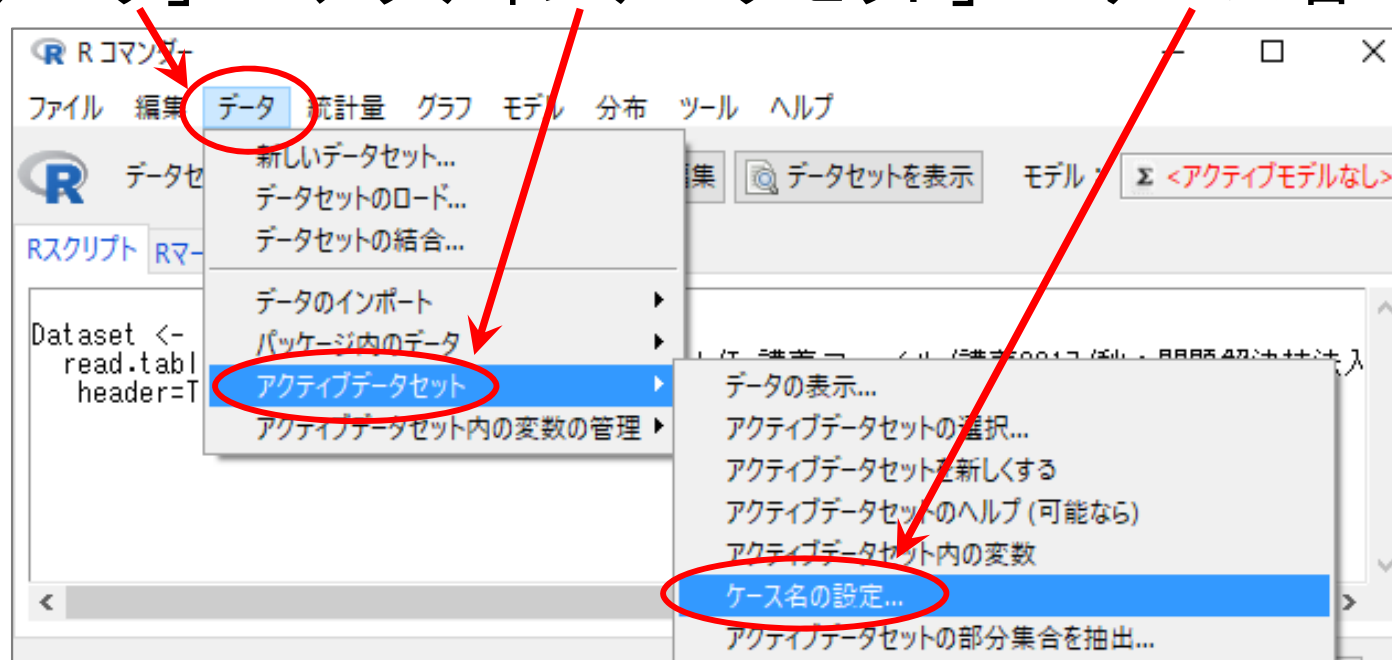 R コマンダー
ファイル 編集 データ 統計量 グラフ モデル 分布 ツール ヘルプ
データセ 集 データセットを表示 モデル： Σ <アクティブモデルなし>
Rスクリプト Rマー
新しいデータセット...
データセットのロード...
データセットの結合...
データのインポート
パッケージ内のデータ
アクティブデータセット
アクティブデータセット内の変数の管理
Dataset <-
read.tabl
header=T
データの表示...
アクティブデータセットの選択...
アクティブデータセットを新しくする
アクティブデータセットのヘルプ (可能なら)
アクティブデータセット内の変数
ケース名の設定...
アクティブデータセットの部分集合を抽出...